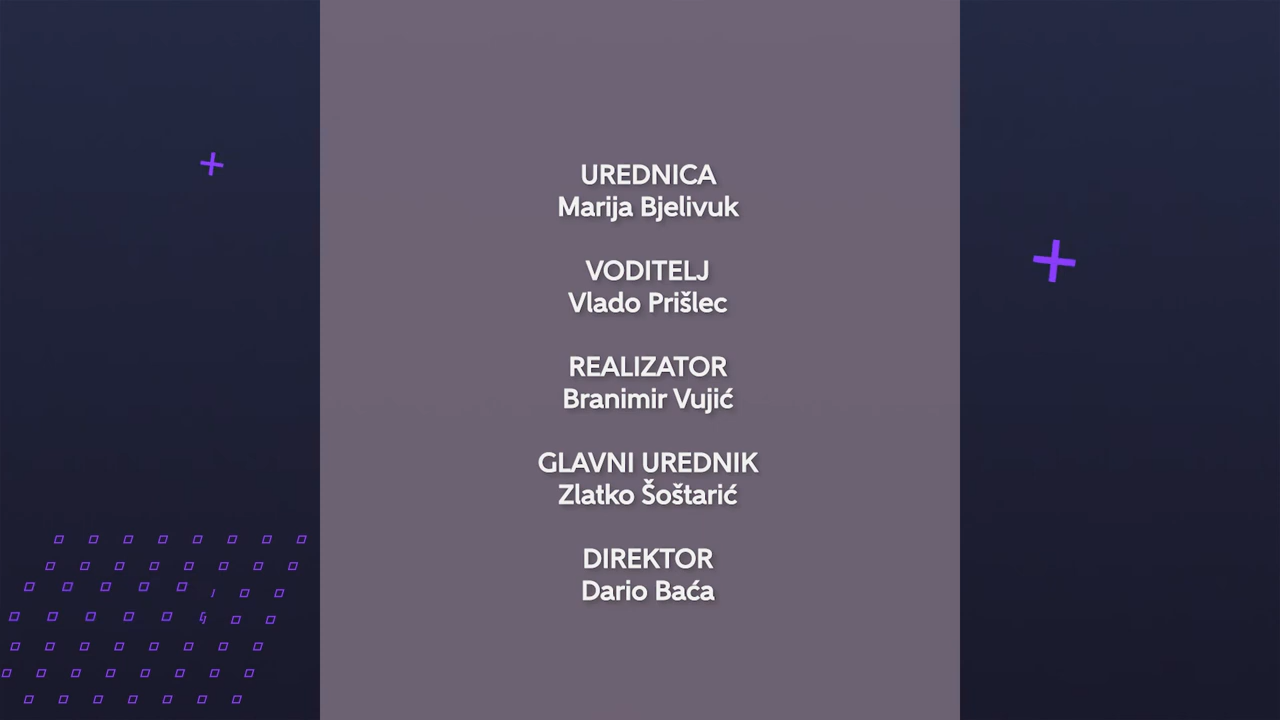 UREDNICA
Marija Bjelivuk
VODITELJ
Vlado Prišlec
REALIZATOR
Branimir Vujić
GLAVNI UREDNIK
Zlatko Šoštarić
DIREKTOR
Dario Baća